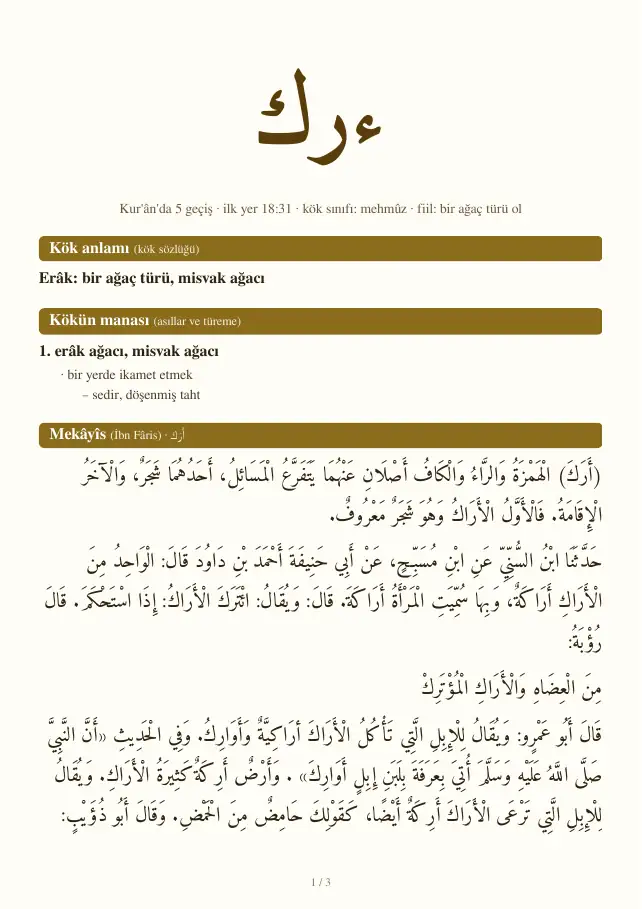 ءرك
Kur'ân'da 5 geçiş · ilk yer 18:31 · kök sınıfı: mehmûz · fiil: bir ağaç türü ol
Kök anlamı (kök sözlüğü)
Erâk: bir ağaç türü, misvak ağacı
Kökün manası (asıllar ve türeme)
1. erâk ağacı, misvak ağacı
· bir yerde ikamet etmek
– sedir, döşenmiş taht
Mekâyîs (İbn Fâris) · أرك
(أَرَكَ) الْهَمْزَةُ وَالرَّاءُ وَالْكَافُ أَصْلَانِ عَنْهُمَا يَتَفَرَّعُ الْمَسَائِلُ، أَحَدُهُمَا شَجَرٌ، وَالْآخَرُ
الْإِقَامَةُ. فَالْأَوَّلُ الْأَرَاكُ وَهُوَ شَجَرٌ مَعْرُوفٌ.
حَدَّثَنَا ابْنُ السُّنِّيِّ عَنِ ابْنِ مُسَبِّحٍ، عَنْ أَبِي حَنِيفَةَ أَحْمَدَ بْنِ دَاوُدَ قَالَ: الْوَاحِدُ مِنَ
الْأَرَاكِ أَرَاكَةٌ، وَبِهَا سُمِّيَتِ الْمَرْأَةُ أَرَاكَةَ. قَالَ: وَيُقَالُ: ائْتَرَكَ الْأَرَاكُ: إِذَا اسْتَحْكَمَ. قَالَ
رُؤْبَةُ:
مِنَ الْعِضَاهِ وَالْأَرَاكِ الْمُؤْتَرِكْ
قَالَ أَبُو عَمْرٍو: وَيُقَالُ لِلْإِبِلِ الَّتِي تَأْكُلُ الْأَرَاكَ أَرَاكِيَّةٌ وَأَوَارِكُ. وَفِي الْحَدِيثِ «أَنَّ النَّبِيَّ
صَلَّى اللَّهُ عَلَيْهِ وَسَلَّمَ أُتِيَ بِعَرَفَةَ بِلَبَنِ إِبِلٍ أَوَارِكَ» . وَأَرْضٌ أَرِكَةٌ كَثِيرَةُ الْأَرَاكِ. وَيُقَالُ
لِلْإِبِلِ الَّتِي تَرْعَى الْأَرَاكَ أَرِكَةٌ أَيْضًا، كَقَوْلِكَ حَامِضٌ مِنَ الْحَمْضِ. وَقَالَ أَبُو ذُؤَيْبٍ:
1 / 3